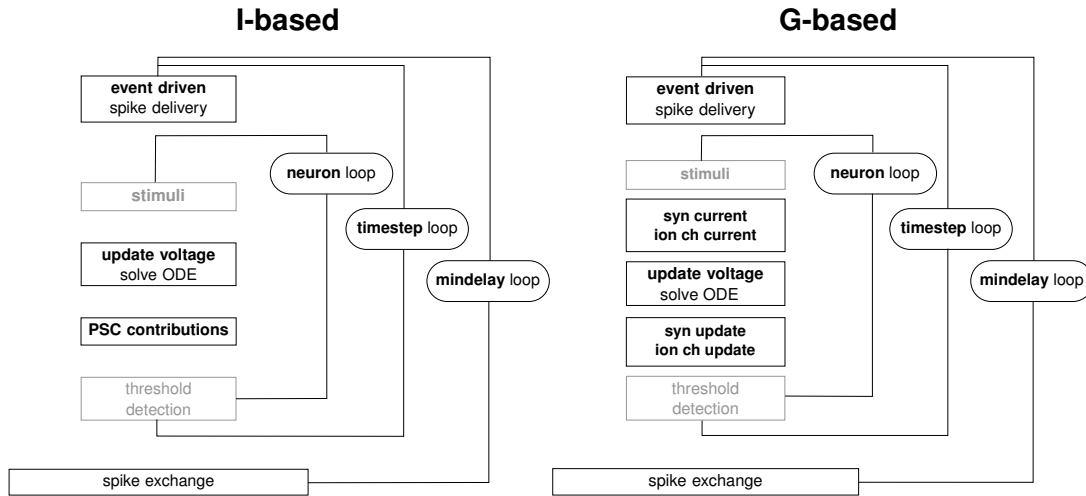 I-based
event driven
spike delivery
stimuli
neuron loop
timestep loop
update voltage
solve ODE
mindelay loop
PSC contributions
threshold
detection
spike exchange
G-based
event driven
spike delivery
stimuli
neuron loop
syn current
ion ch current
timestep loop
update voltage
solve ODE
mindelay loop
syn update
ion ch update
threshold
detection
spike exchange